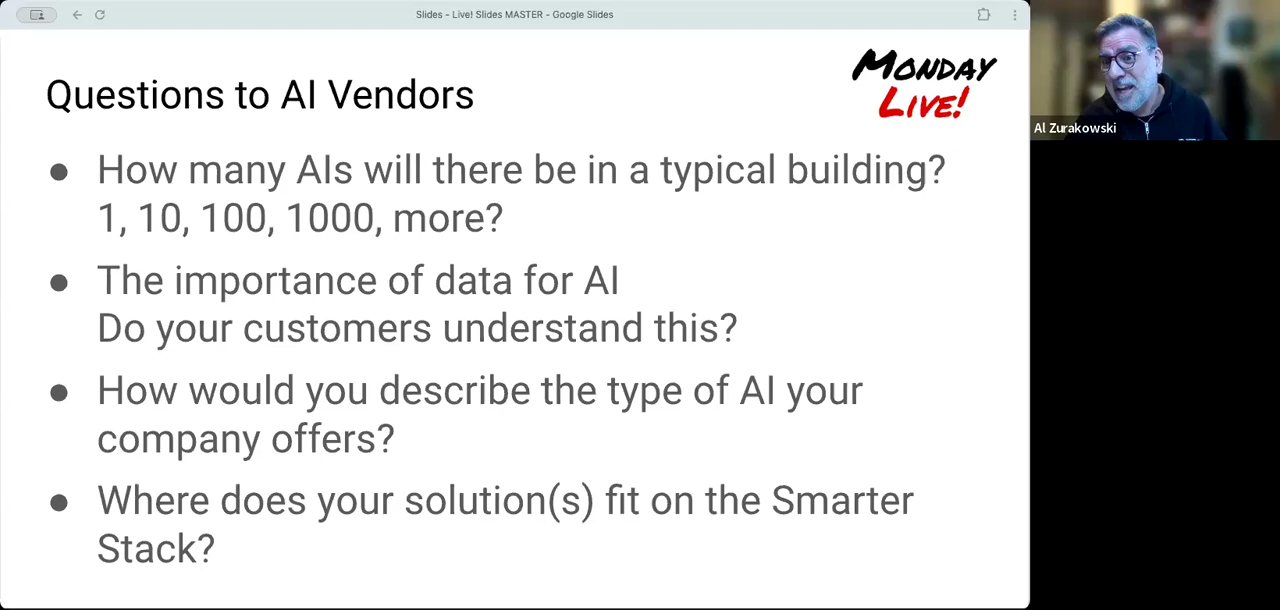 Slides - Live! Slides MASTER - Google Slides
Questions to AI Vendors
MONDAY
LIVE!
● How many AIs will there be in a typical building?
1, 10, 100, 1000, more?
● The importance of data for AI
Do your customers understand this?
● How would you describe the type of AI your
company offers?
● Where does your solution(s) fit on the Smarter
Stack?
Al Zurakowski